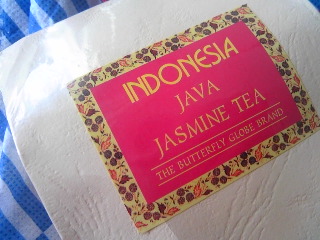 INDONESIA
JAVA
JASMINE TEA
THE BUTTERFLY GLOBE BRAND